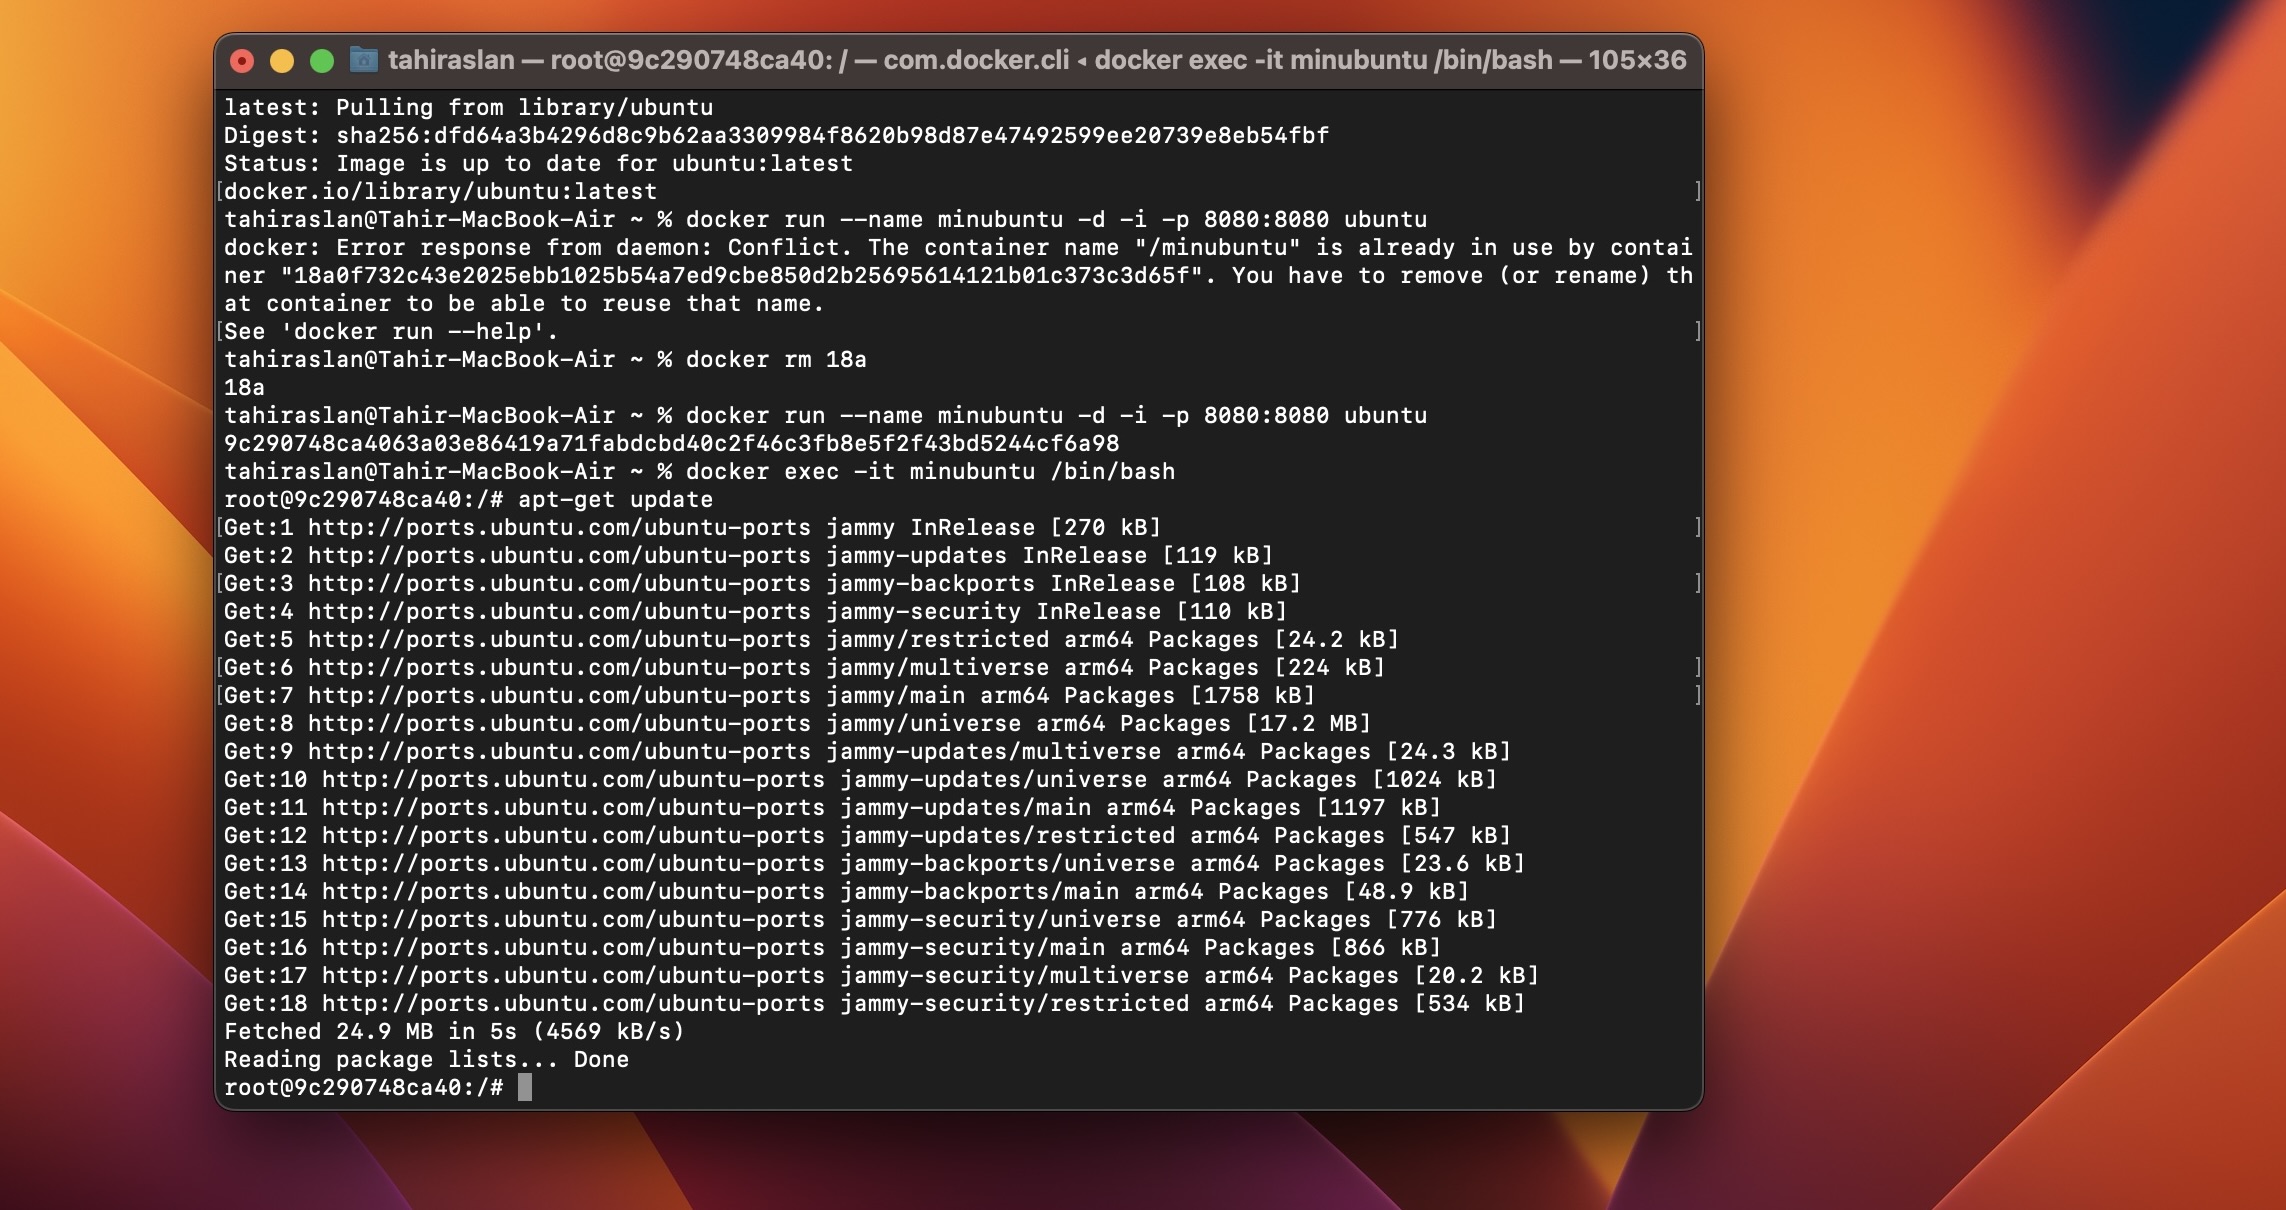 tahiraslan — root@9c290748ca40: / — com.docker.cli ◂ docker exec -it minubuntu /bin/bash — 105×36
latest: Pulling from library/ubuntu
Digest: sha256:dfd64a3b4296d8c9b62aa3309984f8620b98d87e47492599ee20739e8eb54fbf
Status: Image is up to date for ubuntu:latest
[docker.io/library/ubuntu:latest ]
tahiraslan@Tahir-MacBook-Air ~ % docker run --name minubuntu -d -i -p 8080:8080 ubuntu
docker: Error response from daemon: Conflict. The container name "/minubuntu" is already in use by contai
ner "18a0f732c43e2025ebb1025b54a7ed9cbe850d2b25695614121b01c373c3d65f". You have to remove (or rename) th
at container to be able to reuse that name.
[See 'docker run --help'. ]
tahiraslan@Tahir-MacBook-Air ~ % docker rm 18a
18a
tahiraslan@Tahir-MacBook-Air ~ % docker run --name minubuntu -d -i -p 8080:8080 ubuntu
9c290748ca4063a03e86419a71fabdcbd40c2f46c3fb8e5f2f43bd5244cf6a98
tahiraslan@Tahir-MacBook-Air ~ % docker exec -it minubuntu /bin/bash
root@9c290748ca40:/# apt-get update
[Get:1 http://ports.ubuntu.com/ubuntu-ports jammy InRelease [270 kB] ]
Get:2 http://ports.ubuntu.com/ubuntu-ports jammy-updates InRelease [119 kB]
[Get:3 http://ports.ubuntu.com/ubuntu-ports jammy-backports InRelease [108 kB] ]
Get:4 http://ports.ubuntu.com/ubuntu-ports jammy-security InRelease [110 kB]
Get:5 http://ports.ubuntu.com/ubuntu-ports jammy/restricted arm64 Packages [24.2 kB]
[Get:6 http://ports.ubuntu.com/ubuntu-ports jammy/multiverse arm64 Packages [224 kB] ]
[Get:7 http://ports.ubuntu.com/ubuntu-ports jammy/main arm64 Packages [1758 kB] ]
Get:8 http://ports.ubuntu.com/ubuntu-ports jammy/universe arm64 Packages [17.2 MB]
Get:9 http://ports.ubuntu.com/ubuntu-ports jammy-updates/multiverse arm64 Packages [24.3 kB]
Get:10 http://ports.ubuntu.com/ubuntu-ports jammy-updates/universe arm64 Packages [1024 kB]
Get:11 http://ports.ubuntu.com/ubuntu-ports jammy-updates/main arm64 Packages [1197 kB]
Get:12 http://ports.ubuntu.com/ubuntu-ports jammy-updates/restricted arm64 Packages [547 kB]
Get:13 http://ports.ubuntu.com/ubuntu-ports jammy-backports/universe arm64 Packages [23.6 kB]
Get:14 http://ports.ubuntu.com/ubuntu-ports jammy-backports/main arm64 Packages [48.9 kB]
Get:15 http://ports.ubuntu.com/ubuntu-ports jammy-security/universe arm64 Packages [776 kB]
Get:16 http://ports.ubuntu.com/ubuntu-ports jammy-security/main arm64 Packages [866 kB]
Get:17 http://ports.ubuntu.com/ubuntu-ports jammy-security/multiverse arm64 Packages [20.2 kB]
Get:18 http://ports.ubuntu.com/ubuntu-ports jammy-security/restricted arm64 Packages [534 kB]
Fetched 24.9 MB in 5s (4569 kB/s)
Reading package lists... Done
root@9c290748ca40:/#